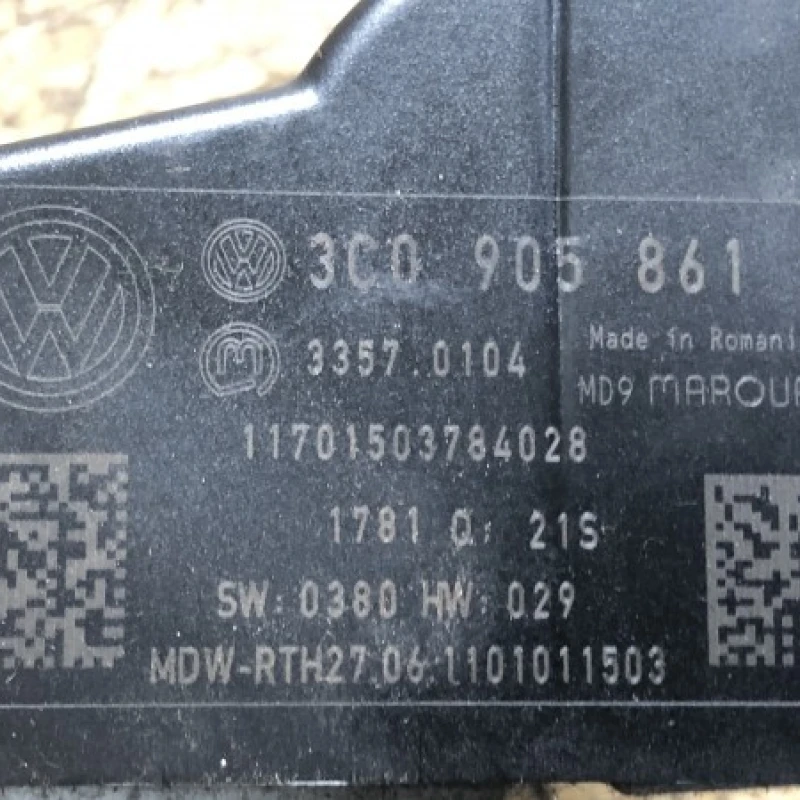 3C0 905 861
3357.0104
Made in Romani
MD9 MARQUA
11701503784028
1781 Q: 21S
SW: 0380 HW: 029
MDW-RTH27.06 1101011503